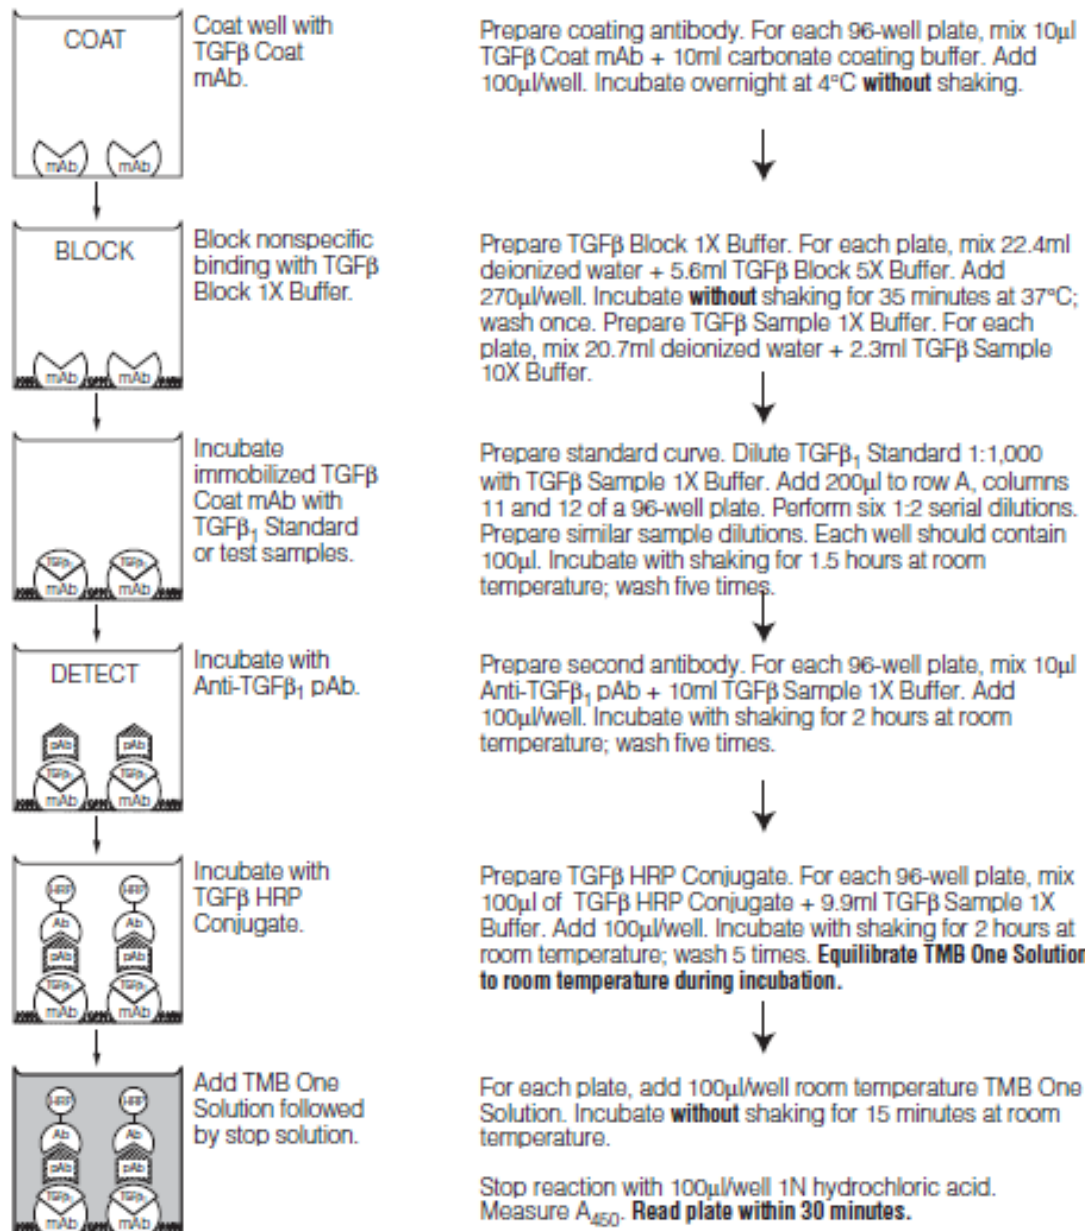 COAT
Coat well with
TGFβ Coat
mAb.
mAb mAb
Prepare coating antibody. For each 96-well plate, mix 10µl
TGFβ Coat mAb + 10ml carbonate coating buffer. Add
100µl/well. Incubate overnight at 4°C without shaking.
BLOCK
Block nonspecific
binding with TGFβ
Block 1X Buffer.
mAb mAb
Prepare TGFβ Block 1X Buffer. For each plate, mix 22.4ml
deionized water + 5.6ml TGFβ Block 5X Buffer. Add
270µl/well. Incubate without shaking for 35 minutes at 37°C;
wash once. Prepare TGFβ Sample 1X Buffer. For each
plate, mix 20.7ml deionized water + 2.3ml TGFβ Sample
10X Buffer.
Incubate
immobilized TGFβ
Coat mAb with
TGFβ₁ Standard
or test samples.
TGFβ₁ TGFβ₁
mAb mAb
Prepare standard curve. Dilute TGFβ₁ Standard 1:1,000
with TGFβ Sample 1X Buffer. Add 200µl to row A, columns
11 and 12 of a 96-well plate. Perform six 1:2 serial dilutions.
Prepare similar sample dilutions. Each well should contain
100µl. Incubate with shaking for 1.5 hours at room
temperature; wash five times.
DETECT
Incubate with
Anti-TGFβ₁ pAb.
pAb pAb
TGFβ₁ TGFβ₁
mAb mAb
Prepare second antibody. For each 96-well plate, mix 10µl
Anti-TGFβ₁ pAb + 10ml TGFβ Sample 1X Buffer. Add
100µl/well. Incubate with shaking for 2 hours at room
temperature; wash five times.
Incubate with
TGFβ HRP
Conjugate.
HRP HRP
Ab Ab
pAb pAb
TGFβ₁ TGFβ₁
mAb mAb
Prepare TGFβ HRP Conjugate. For each 96-well plate, mix
100µl of TGFβ HRP Conjugate + 9.9ml TGFβ Sample 1X
Buffer. Add 100µl/well. Incubate with shaking for 2 hours at
room temperature; wash 5 times. Equilibrate TMB One Solution
to room temperature during incubation.
Add TMB One
Solution followed
by stop solution.
HRP HRP
Ab Ab
pAb pAb
TGFβ₁ TGFβ₁
mAb mAb
For each plate, add 100µl/well room temperature TMB One
Solution. Incubate without shaking for 15 minutes at room
temperature.
Stop reaction with 100µl/well 1N hydrochloric acid.
Measure A₄₅₀. Read plate within 30 minutes.